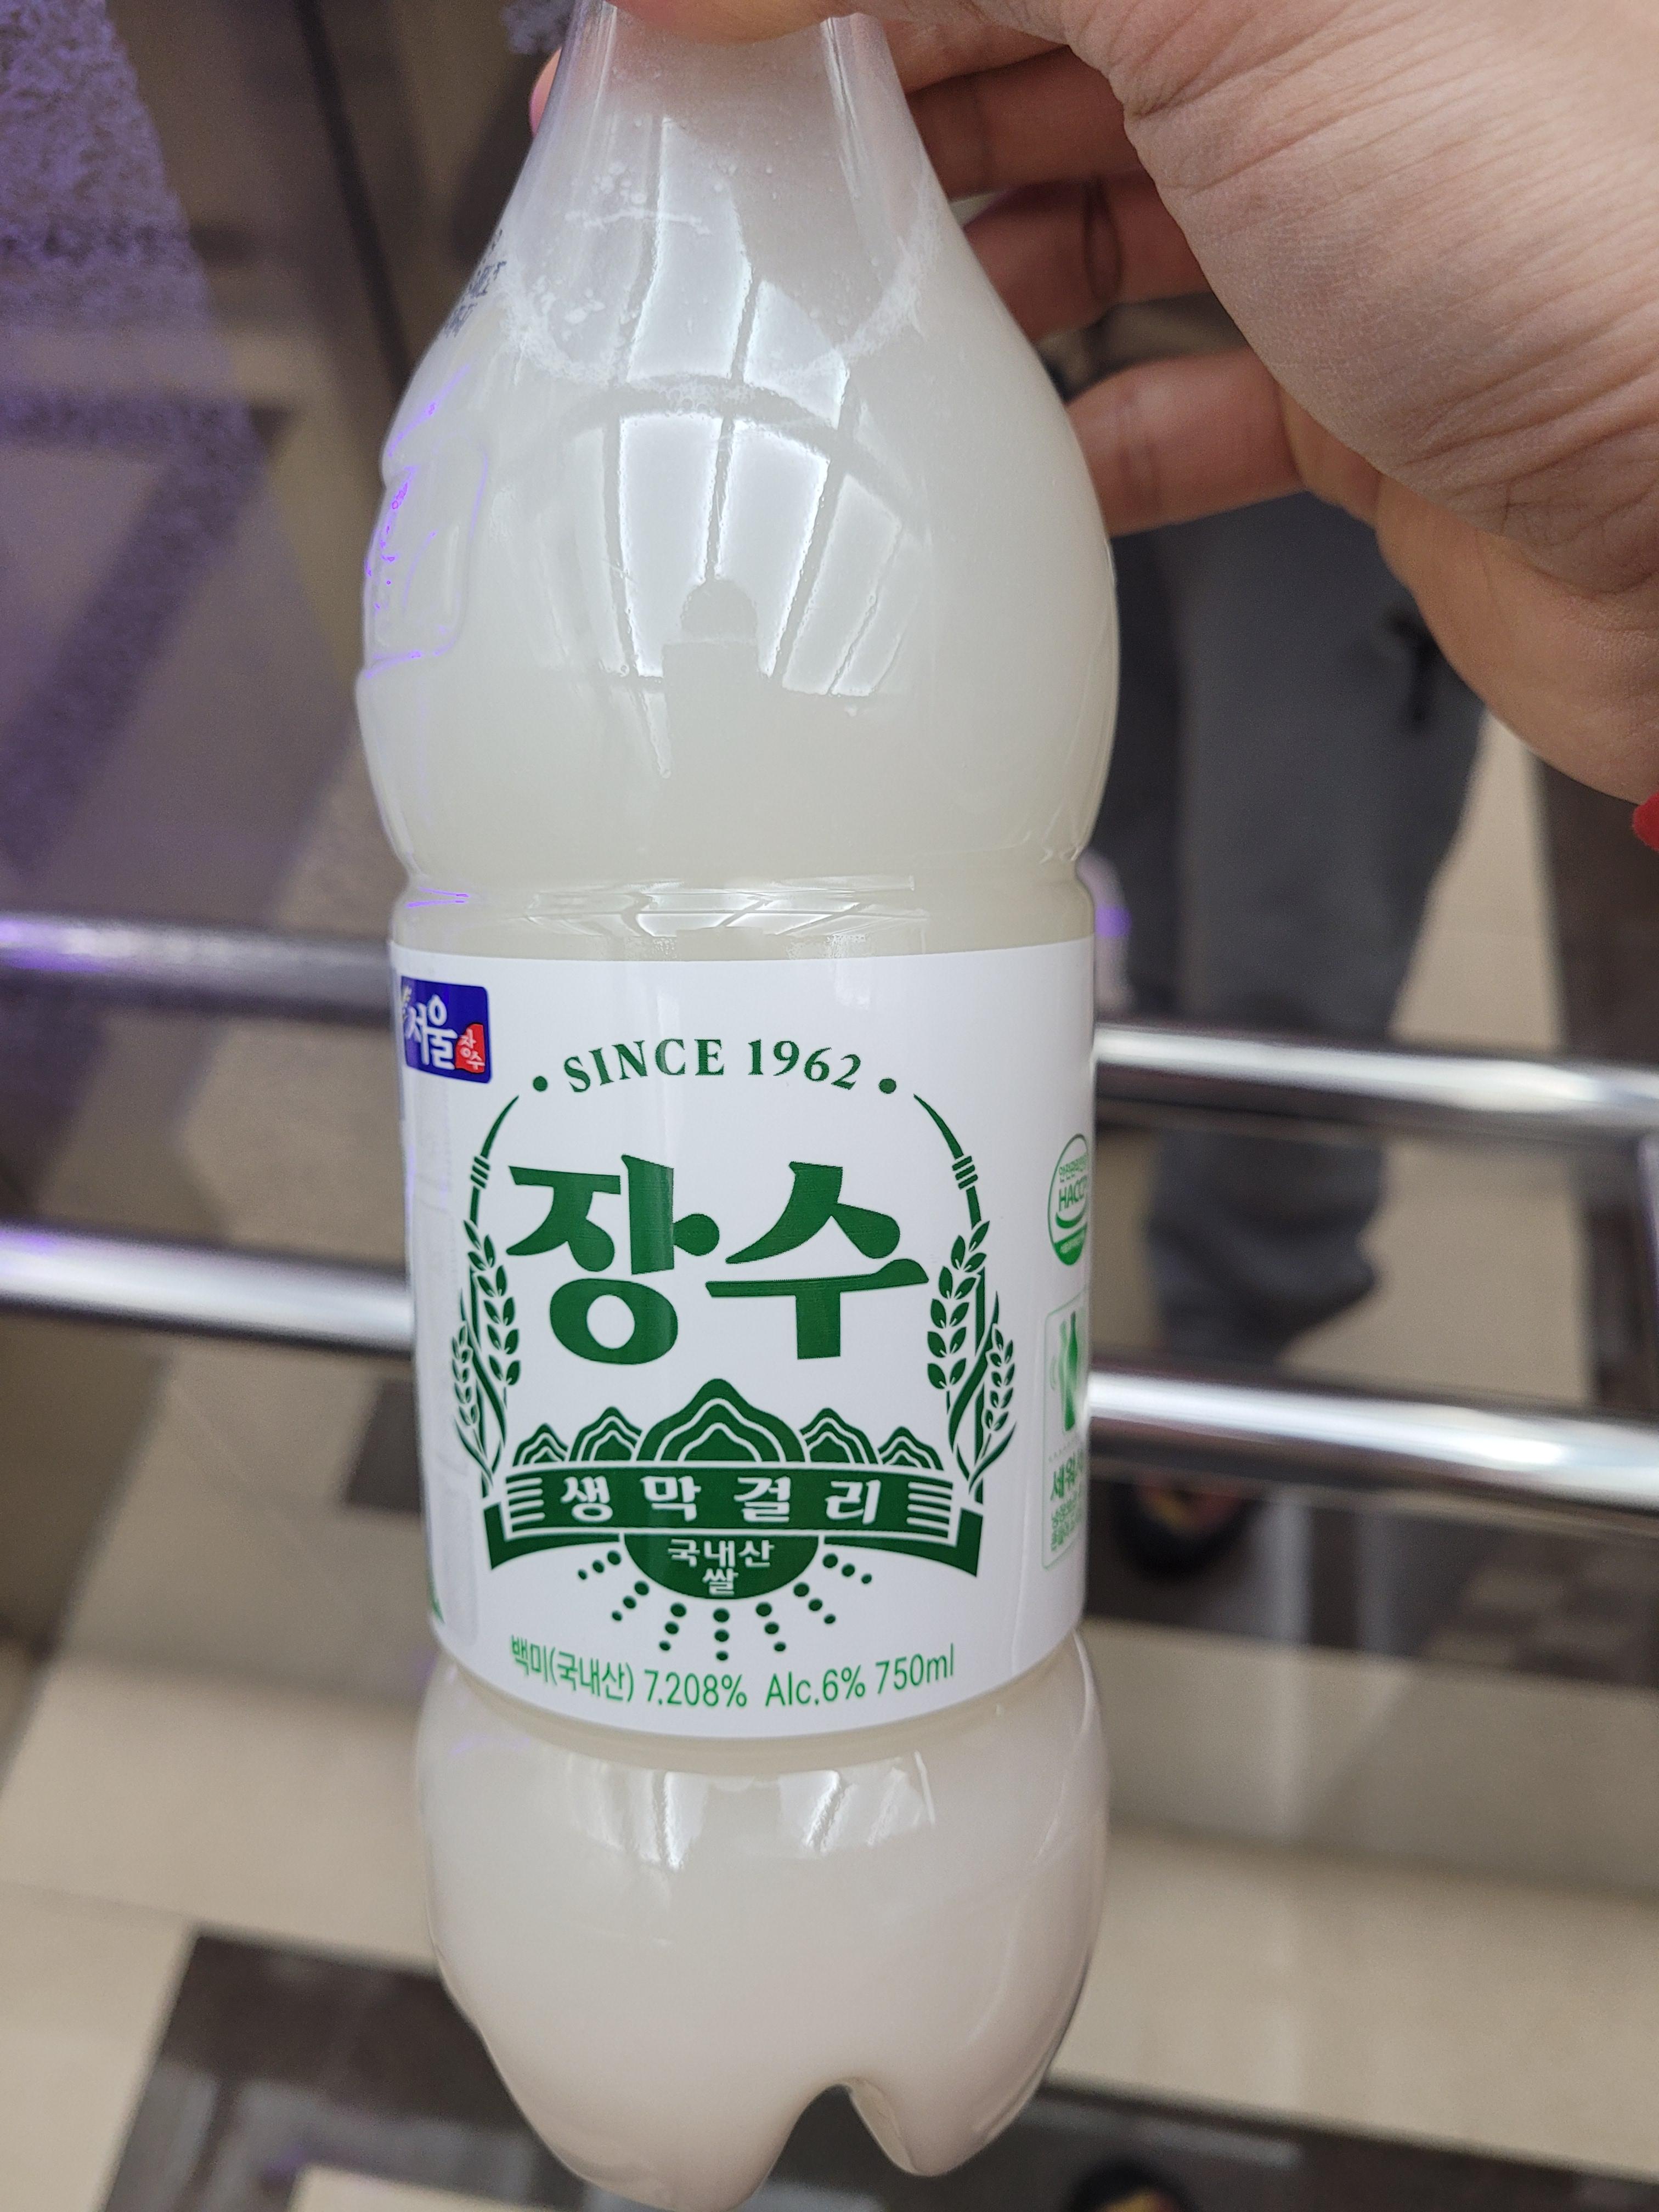 서울
장수
• SINCE 1962 •
장수
생막걸리
국내산
쌀
백미(국내산) 7.208% Alc.6% 750ml
HACCP